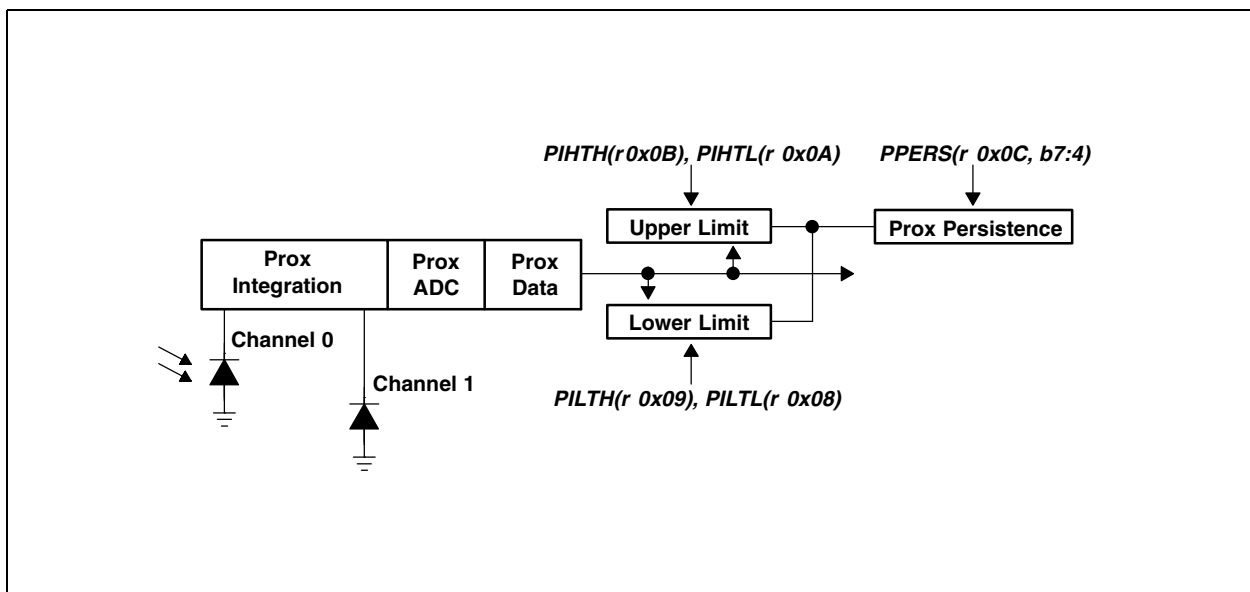 PIHTH(r 0x0B), PIHTL(r 0x0A)
PPERS(r 0x0C, b7:4)
Upper Limit
Prox Persistence
Prox
Integration
Prox
ADC
Prox
Data
Lower Limit
Channel 0
Channel 1
PILTH(r 0x09), PILTL(r 0x08)